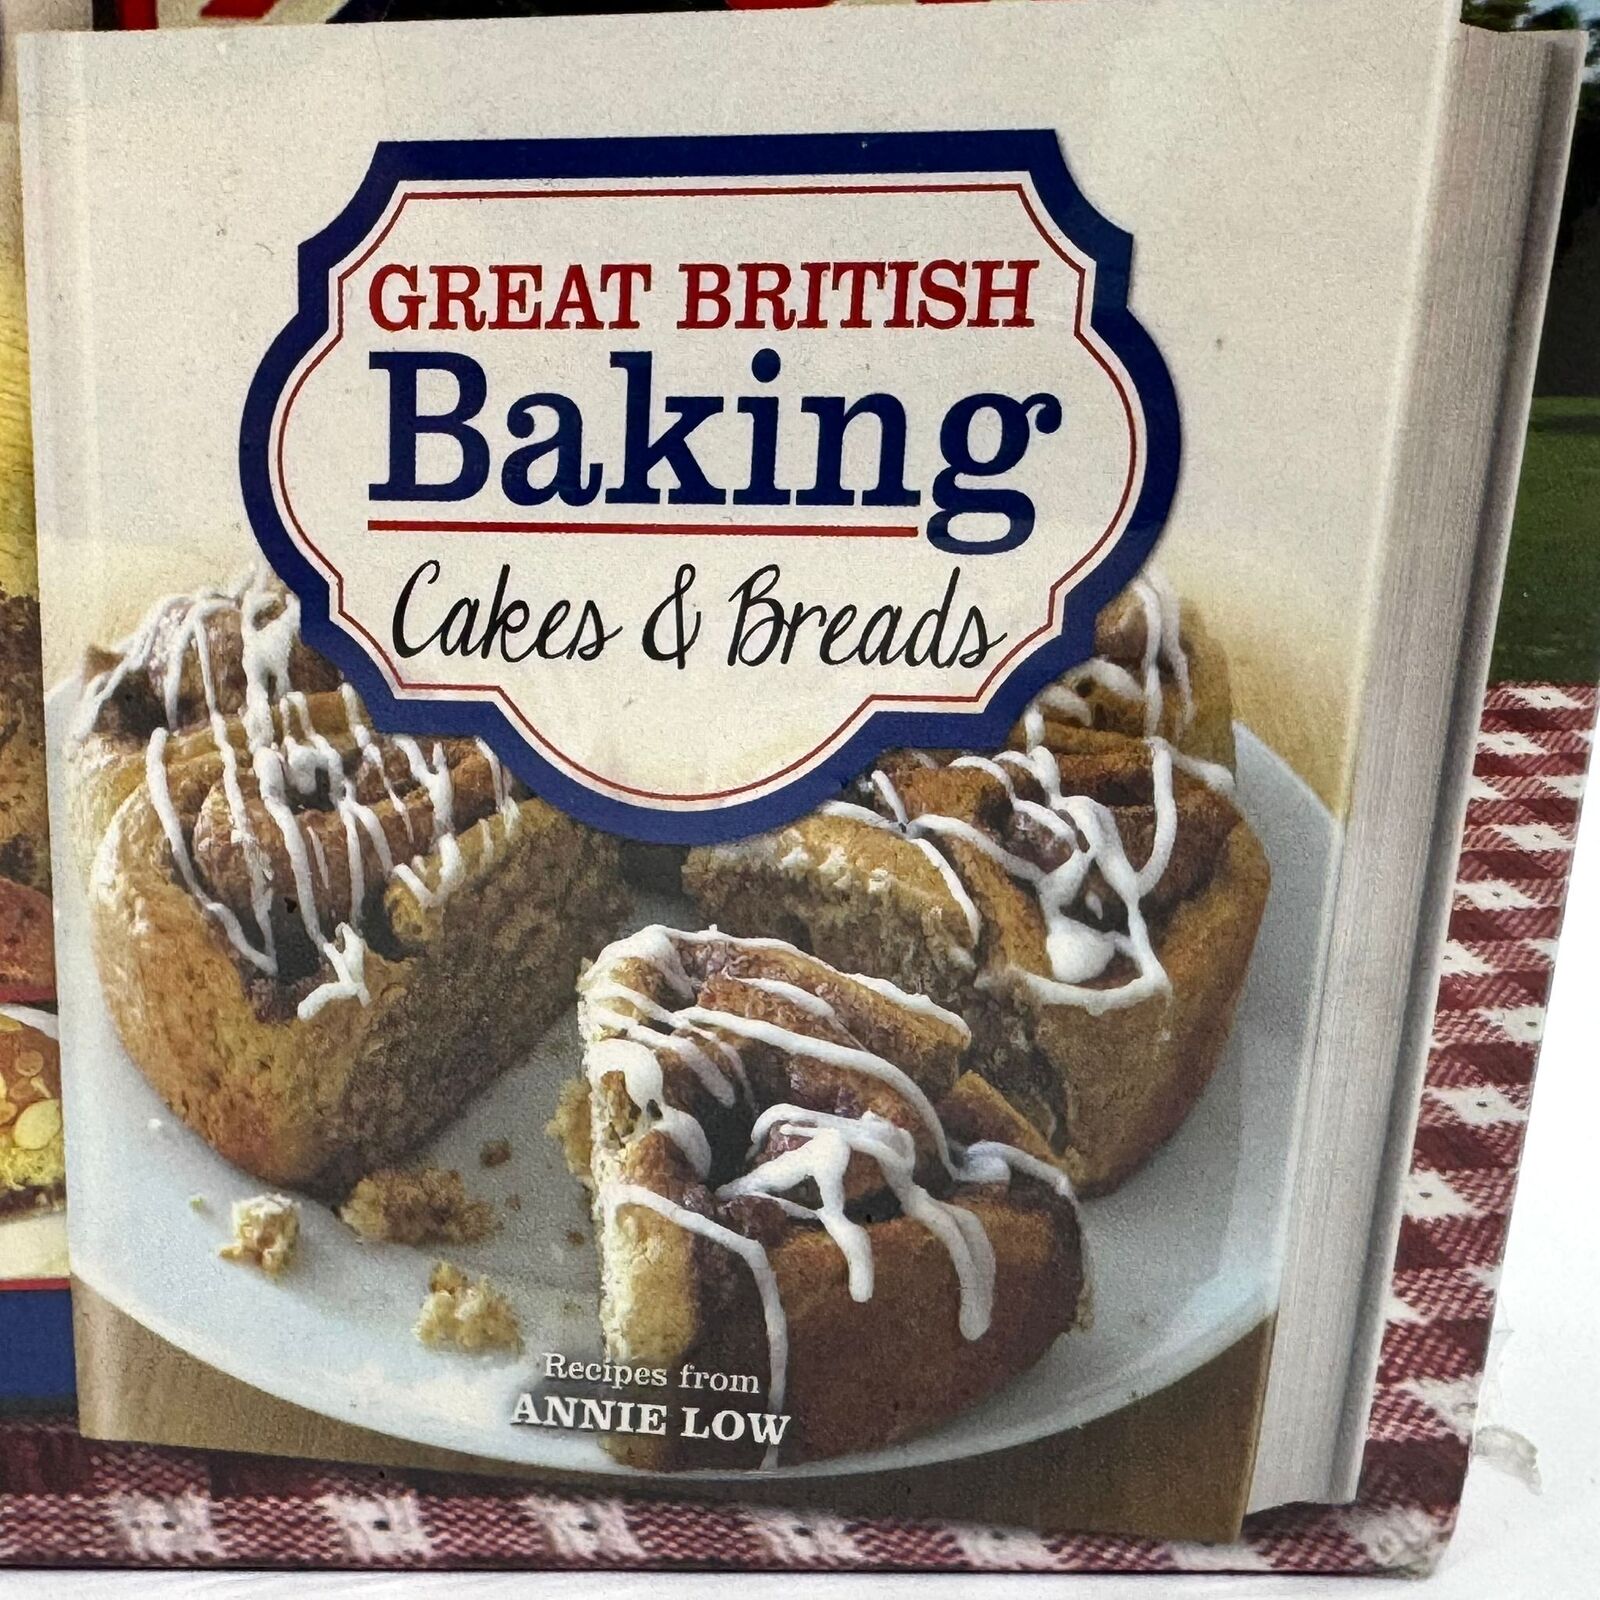 GREAT BRITISH
Baking
Cakes & Breads
Recipes from
ANNIE LOW